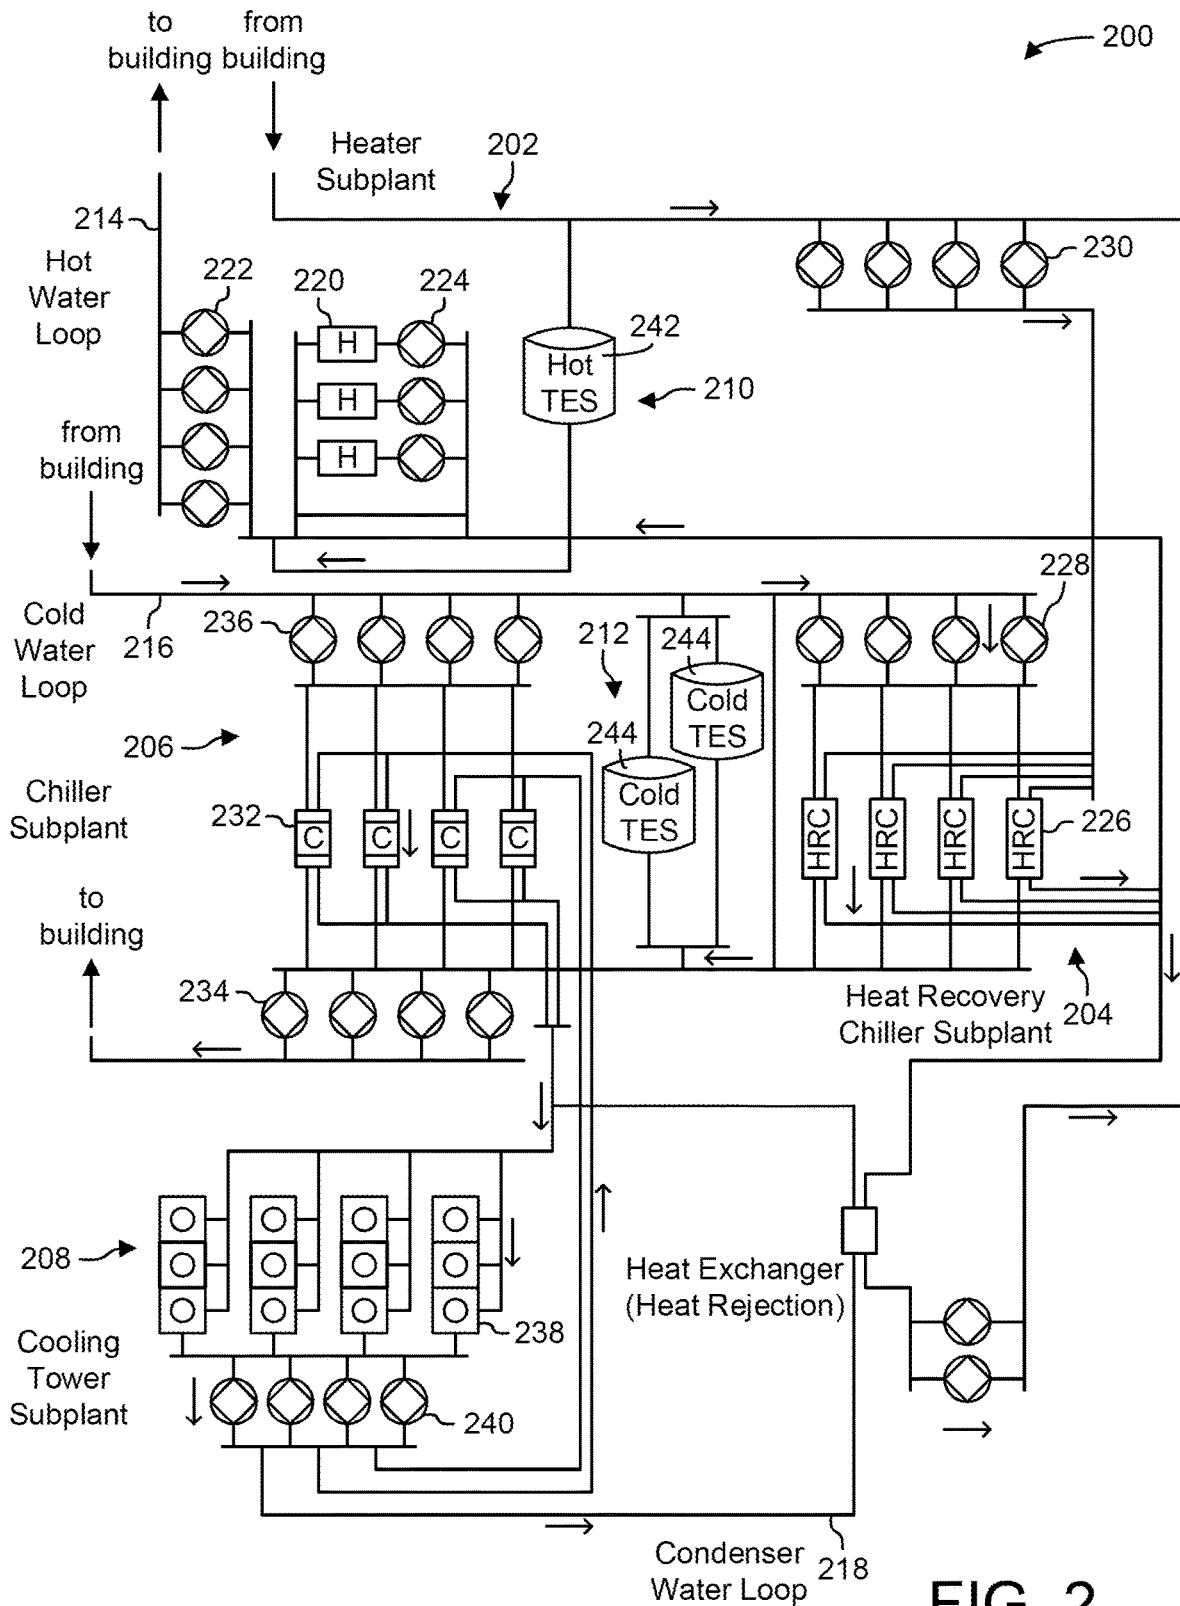 to
building
from
building
200
Heater
Subplant
202
214
Hot
Water
Loop
222
220
224
230
H
H
H
Hot
TES
242
210
from
building
Cold
Water
Loop
216
236
212
244
Cold
TES
244
Cold
TES
228
206
Chiller
Subplant
232
C
C
C
C
HRC
HRC
HRC
HRC
226
to
building
234
Heat Recovery
Chiller Subplant
204
208
Cooling
Tower
Subplant
238
240
Heat Exchanger
(Heat Rejection)
Condenser
Water Loop
218
FIG. 2